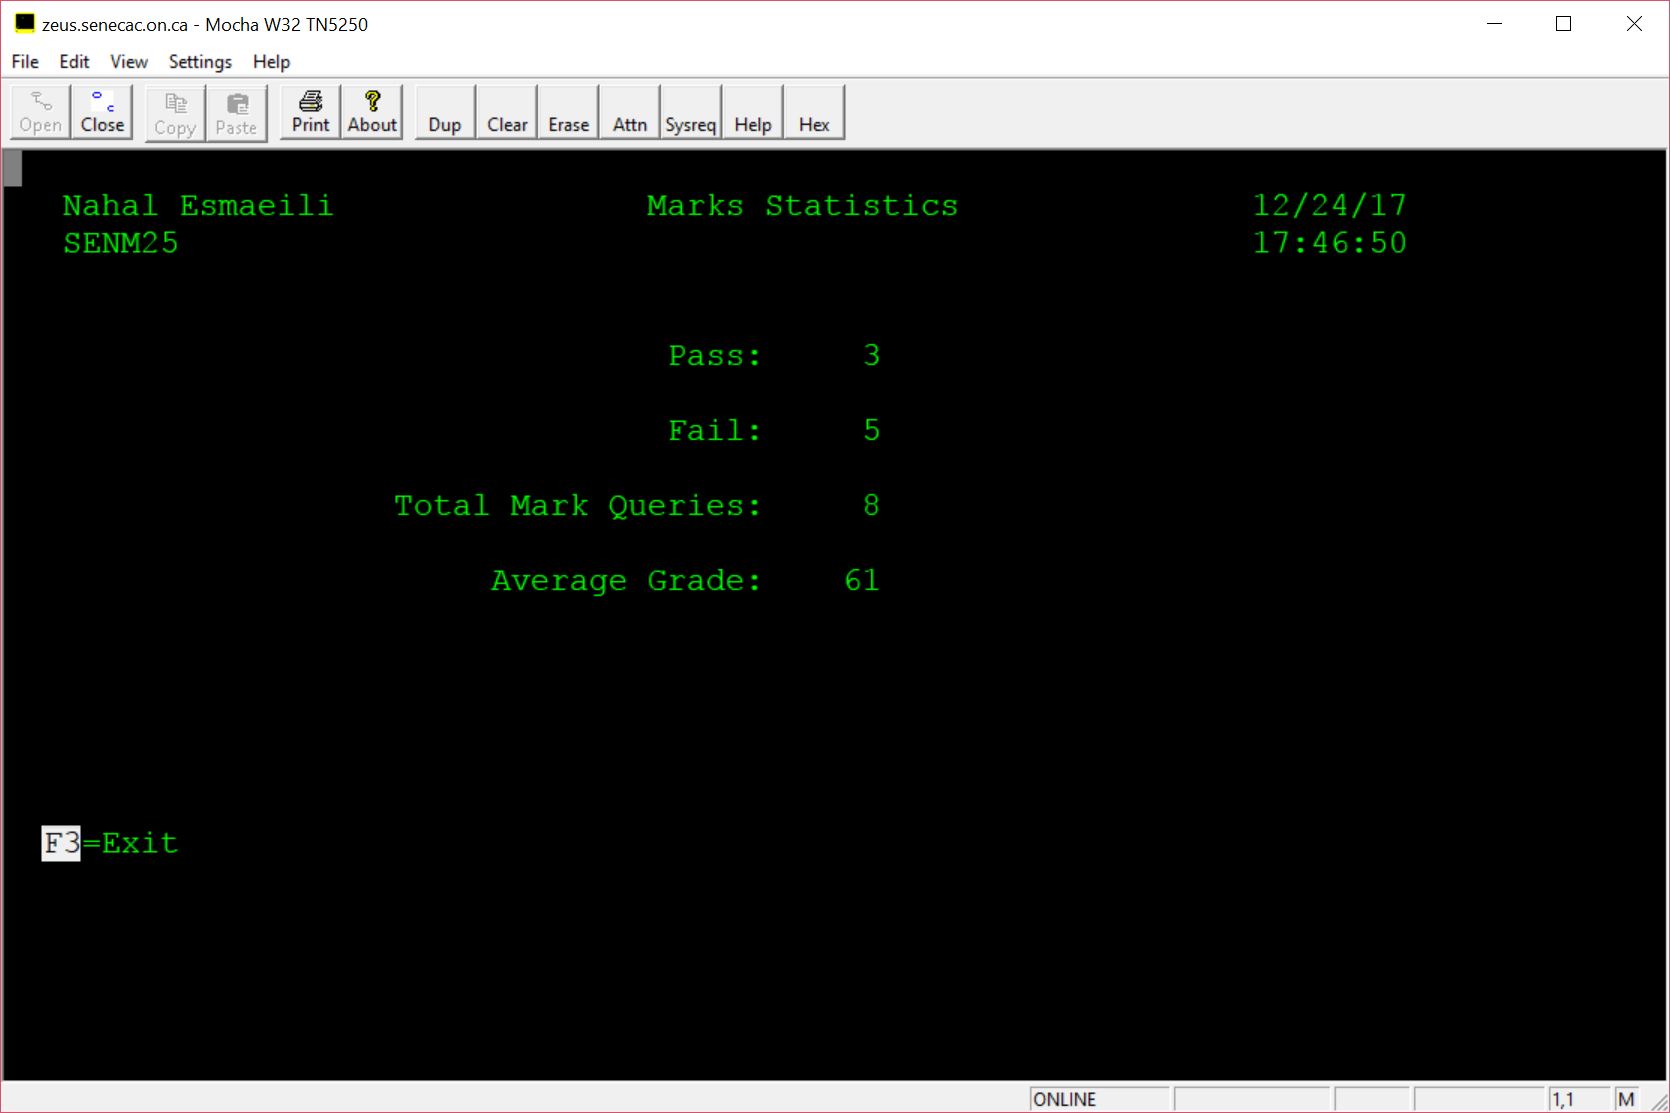 zeus.senecac.on.ca - Mocha W32 TN5250
File Edit View Settings Help
Open Close Copy Paste Print About Dup Clear Erase Attn Sysreq Help Hex
Nahal Esmaeili Marks Statistics 12/24/17
SENM25 17:46:50
Pass: 3
Fail: 5
Total Mark Queries: 8
Average Grade: 61
F3=Exit
ONLINE 1,1 M